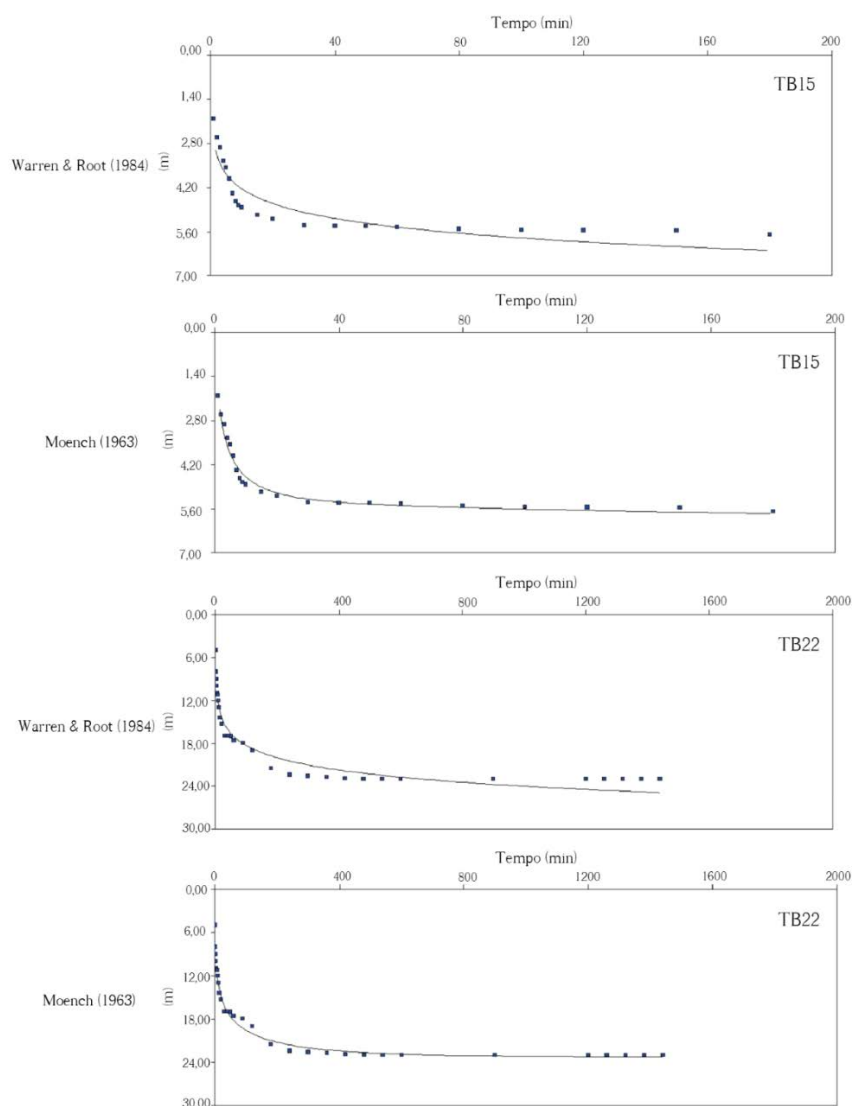 Tempo (min)
0 40 80 120 160 200
0,00
TB15
1,40
2,80
Warren & Root (1984)
(m)
4,20
5,60
7,00
Tempo (min)
0 40 80 120 160 200
0,00
TB15
1,40
2,80
Moench (1963)
(m)
4,20
5,60
7,00
Tempo (min)
0 400 800 1200 1600 2000
0,00
TB22
6,00
12,00
Warren & Root (1984)
(m)
18,00
24,00
30,00
Tempo (min)
0 400 800 1200 1600 2000
0,00
TB22
6,00
12,00
Moench (1963)
(m)
18,00
24,00
30,00